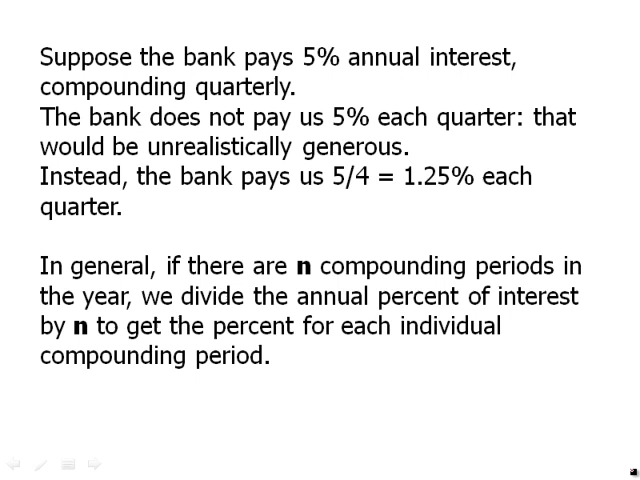 Suppose the bank pays 5% annual interest,
compounding quarterly.
The bank does not pay us 5% each quarter: that
would be unrealistically generous.
Instead, the bank pays us 5/4 = 1.25% each
quarter.
In general, if there are n compounding periods in
the year, we divide the annual percent of interest
by n to get the percent for each individual
compounding period.